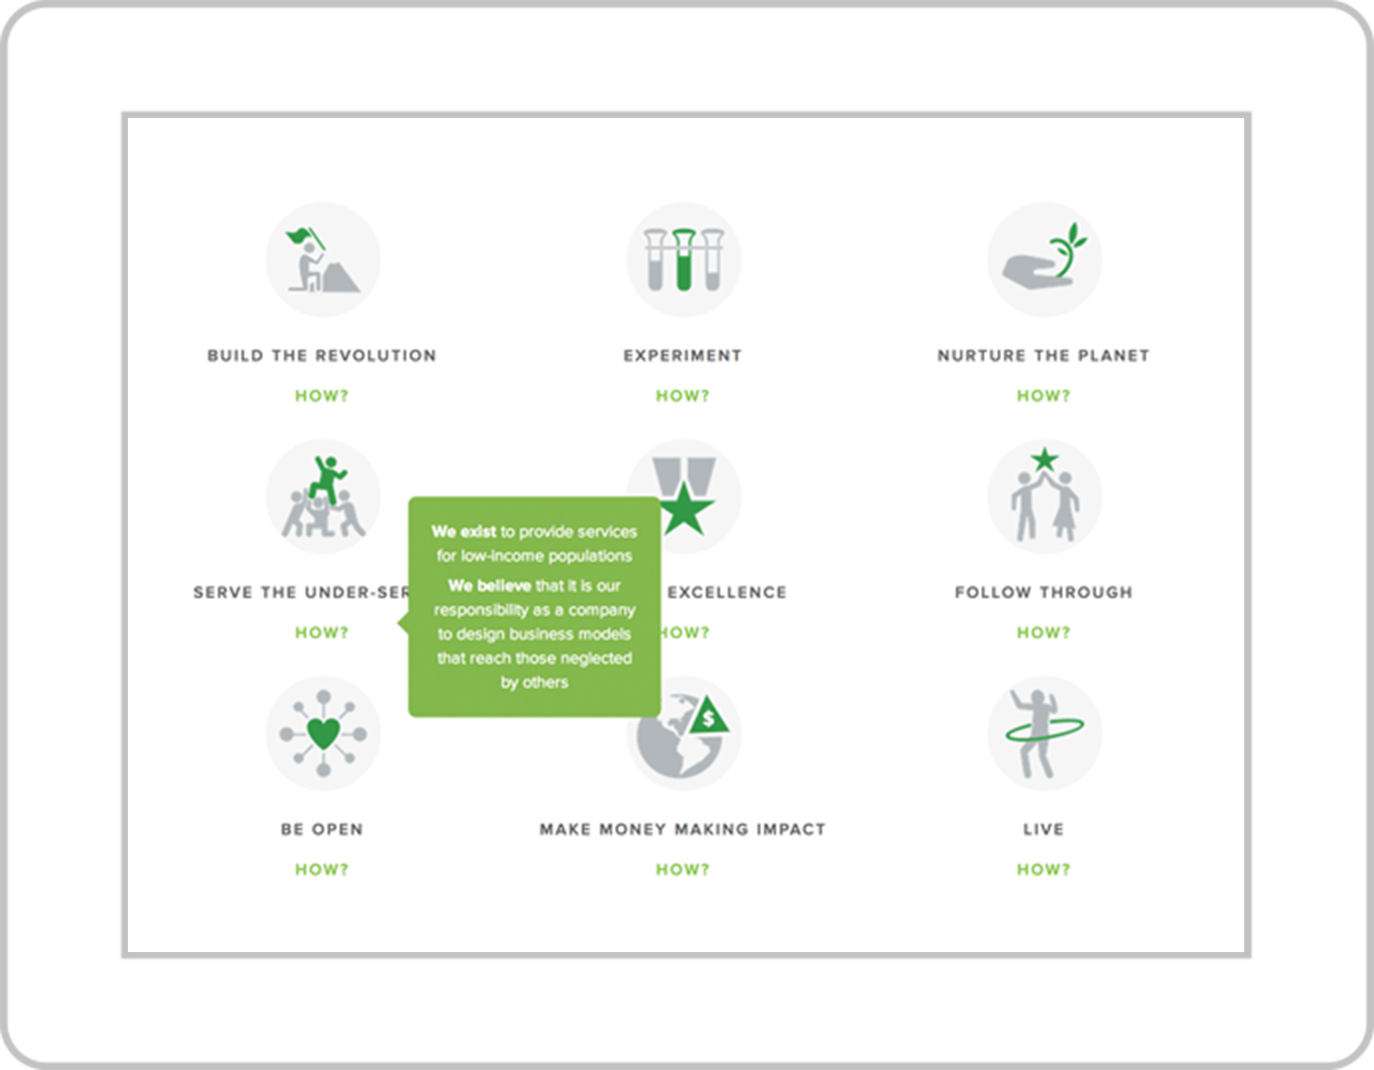 BUILD THE REVOLUTION
EXPERIMENT
NURTURE THE PLANET
HOW?
HOW?
HOW?
We exist to provide services
for low-income populations
We believe that it is our
responsibility as a company
to design business models
that reach those neglected
by others
SERVE THE UNDER-SER
EXCELLENCE
FOLLOW THROUGH
HOW?
HOW?
HOW?
$
BE OPEN
MAKE MONEY MAKING IMPACT
LIVE
HOW?
HOW?
HOW?